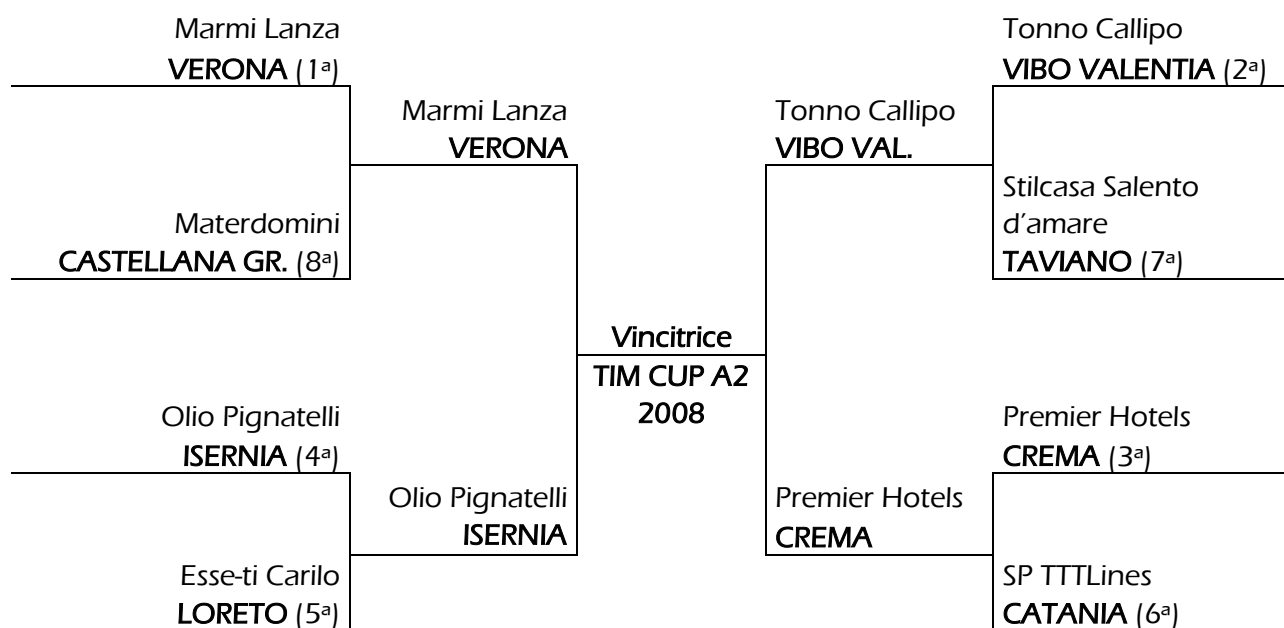 Marmi Lanza
VERONA (1ª)
Marmi Lanza
VERONA
Materdomini
CASTELLANA GR. (8ª)
Olio Pignatelli
ISERNIA (4ª)
Olio Pignatelli
ISERNIA
Esse-ti Carilo
LORETO (5ª)
Vincitrice
TIM CUP A2
2008
Tonno Callipo
VIBO VALENTIA (2ª)
Tonno Callipo
VIBO VAL.
Stilcasa Salento
d'amare
TAVIANO (7ª)
Premier Hotels
CREMA (3ª)
Premier Hotels
CREMA
SP TTTLines
CATANIA (6ª)